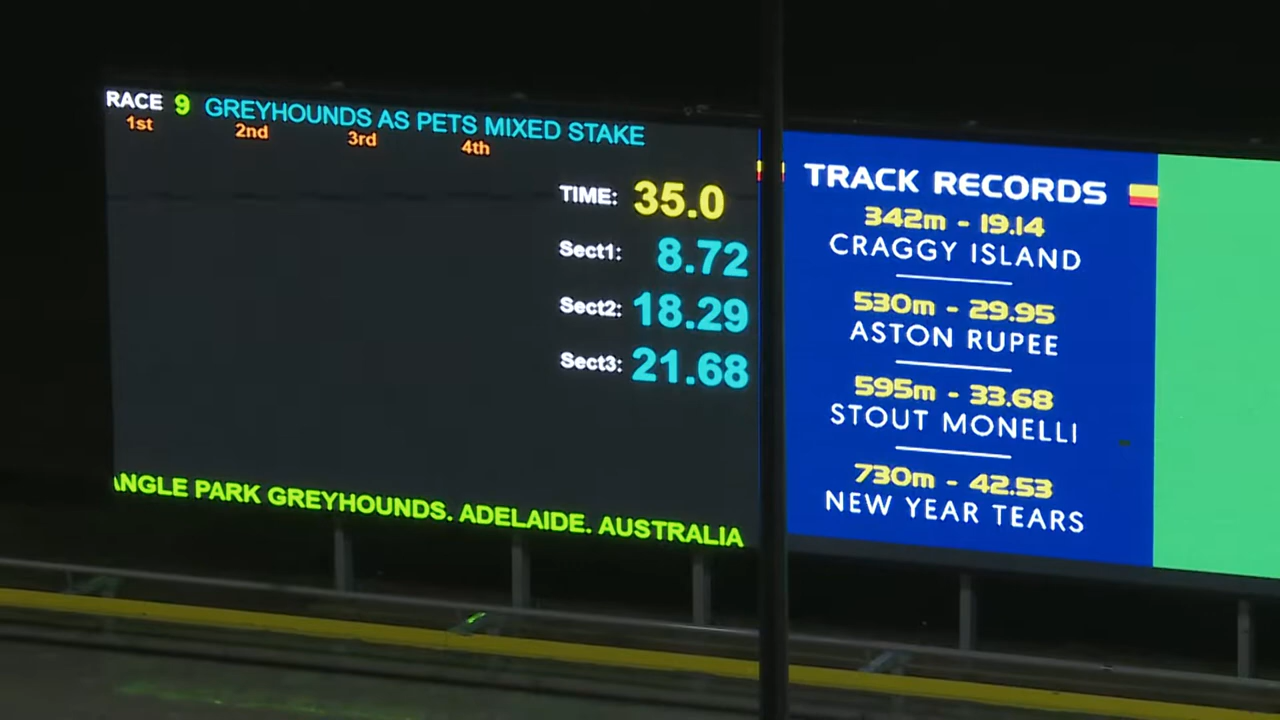 RACE 9 GREYHOUNDS AS PETS MIXED STAKE
1st 2nd 3rd 4th
TIME: 35.0
Sect1: 8.72
Sect2: 18.29
Sect3: 21.68
ANGLE PARK GREYHOUNDS. ADELAIDE. AUSTRALIA
TRACK RECORDS
342m - 19.14
CRAGGY ISLAND
530m - 29.95
ASTON RUPEE
595m - 33.68
STOUT MONELLI
730m - 42.53
NEW YEAR TEARS